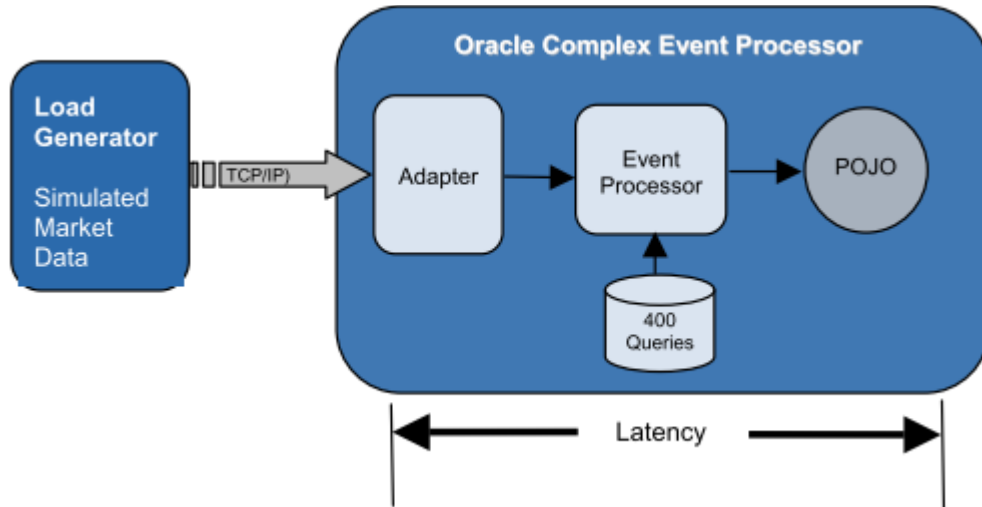 Oracle Complex Event Processor
Load
Generator
Simulated
Market
Data
TCP/IP)
Adapter
Event
Processor
POJO
400
Queries
Latency